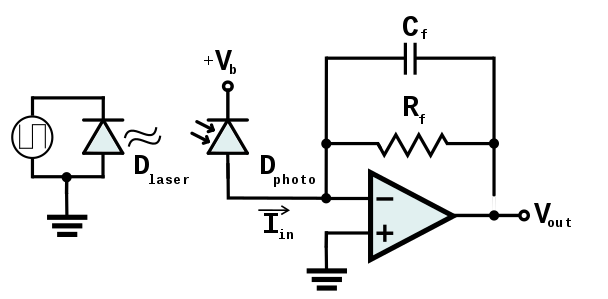 C_f
+V_b
R_f
D_laser
D_photo
−
I_in
+
V_out